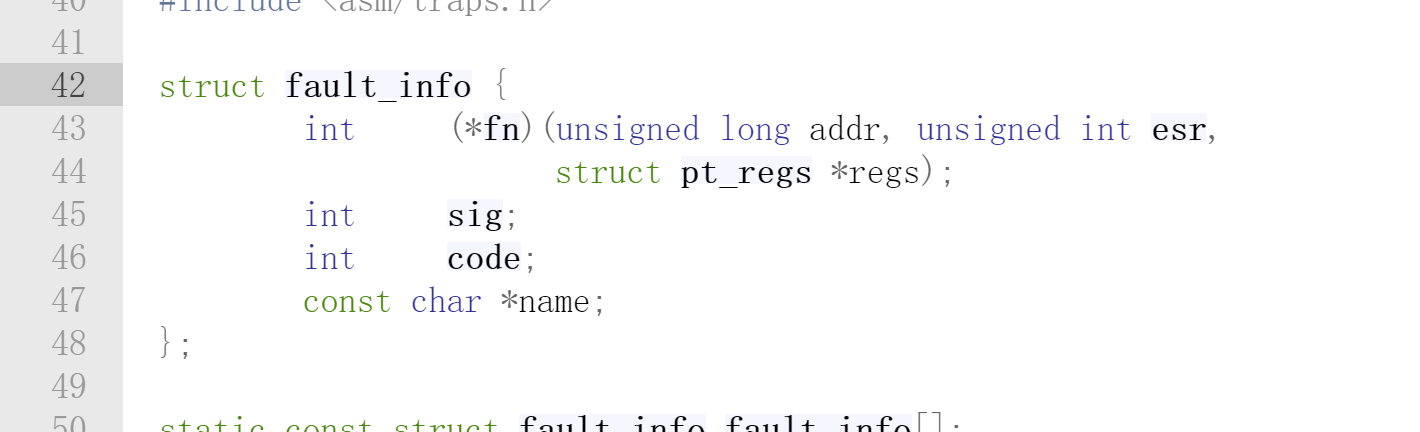 40 #include <asm/traps.h>
41
42 struct fault_info {
43 int (*fn)(unsigned long addr, unsigned int esr,
44 struct pt_regs *regs);
45 int sig;
46 int code;
47 const char *name;
48 };
49
50 static const struct fault_info fault_info[];